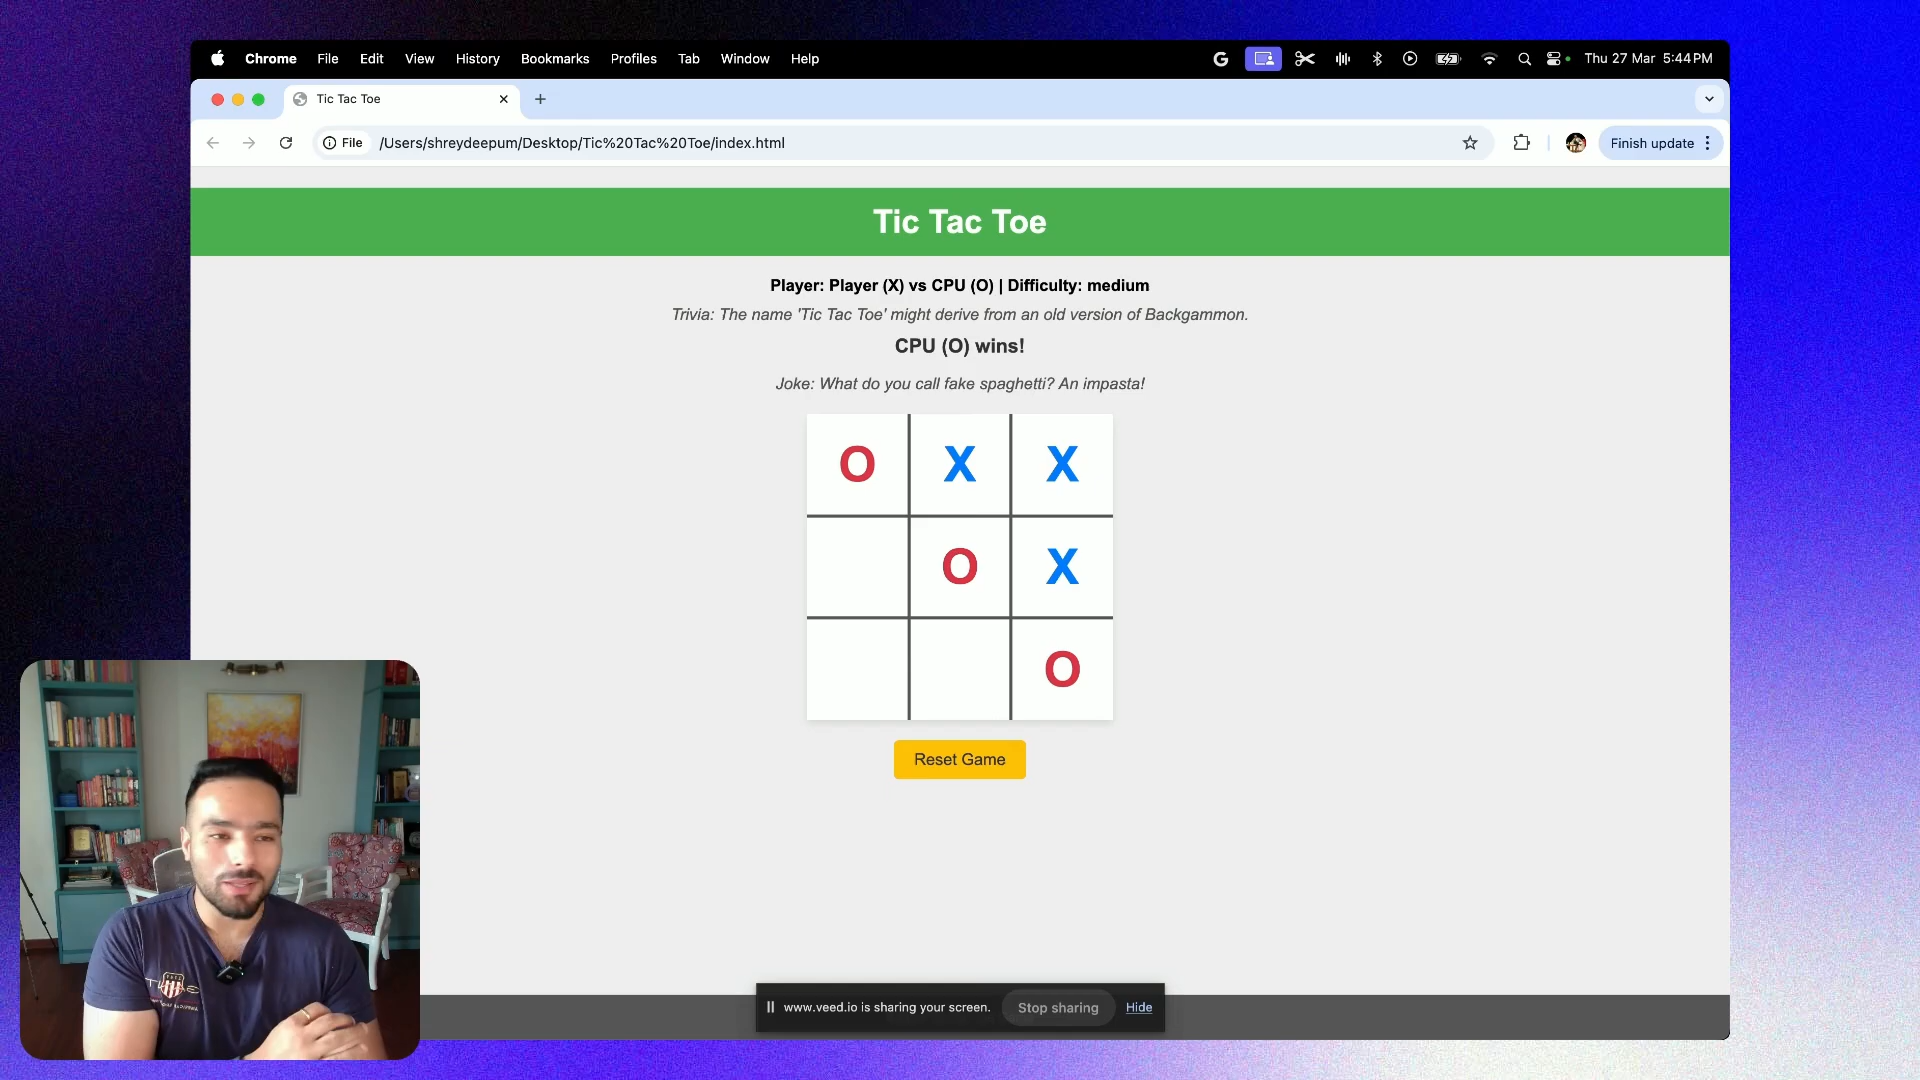 Chrome File Edit View History Bookmarks Profiles Tab Window Help Thu 27 Mar 5:44 PM
Tic Tac Toe
File /Users/shreydeepum/Desktop/Tic%20Tac%20Toe/index.html Finish update
Tic Tac Toe
Player: Player (X) vs CPU (O) | Difficulty: medium
Trivia: The name 'Tic Tac Toe' might derive from an old version of Backgammon.
CPU (O) wins!
Joke: What do you call fake spaghetti? An impasta!
O X X
O X
O
Reset Game
www.veed.io is sharing your screen. Stop sharing Hide